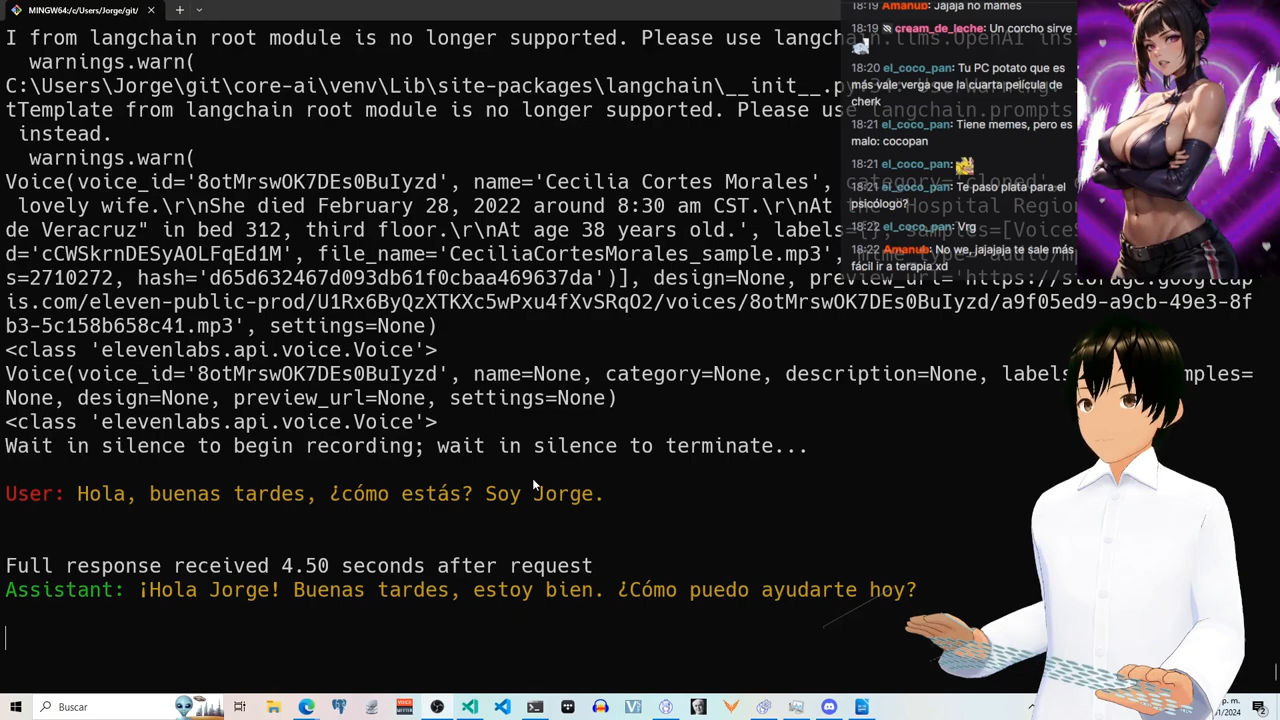 MINGW64:/c/Users/Jorge/git/
I from langchain root module is no longer supported. Please use langchain.llms.OpenAI
warnings.warn(
C:\Users\Jorge\git\core-ai\venv\Lib\site-packages\langchain\__init__.py
tTemplate from langchain root module is no longer supported. Please use langchain.prompts
instead.
warnings.warn(
Voice(voice_id='8otMrswOK7DEs0BuIyzd', name='Cecilia Cortes Morales',
lovely wife.\r\nShe died February 28, 2022 around 8:30 am CST.\r\nAt the Hospital Region
de Veracruz" in bed 312, third floor.\r\nAt age 38 years old.', labels
file_name='CeciliaCortesMorales_sample.mp3'
s=2710272, hash='d65d632467d093db61f0cbaa469637da')], design=None, preview_url='https://storage.googleap
is.com/eleven-public-prod/U1Rx6ByQzXTKXc5wPxu4fXvSRqO2/voices/8otMrswOK7DEs0BuIyzd/a9f05ed9-a9cb-49e3-8f
b3-5c158b658c41.mp3', settings=None)
<class 'elevenlabs.api.voice.Voice'>
Voice(voice_id='8otMrswOK7DEs0BuIyzd', name=None, category=None, description=None, labels
None, design=None, preview_url=None, settings=None)
<class 'elevenlabs.api.voice.Voice'>
Wait in silence to begin recording; wait in silence to terminate...
User: Hola, buenas tardes, ¿cómo estás? Soy Jorge.
Full response received 4.50 seconds after request
Assistant: ¡Hola Jorge! Buenas tardes, estoy bien. ¿Cómo puedo ayudarte hoy?
18:19 Amanub: Jajaja no mames
18:19 cream_de_leche: Un corcho sirve
18:20 el_coco_pan: Tu PC potato que es
más vale verga que la cuarta película de
cherk
18:21 el_coco_pan: Tiene memes, pero es
malo: cocopan
18:21 el_coco_pan:
18:21 el_coco_pan: Te paso plata para el
psicólogo?
18:22 el_coco_pan: Vrg
18:22 Amanub: No we, jajajaja te sale más
fácil ir a terapia xd
Buscar